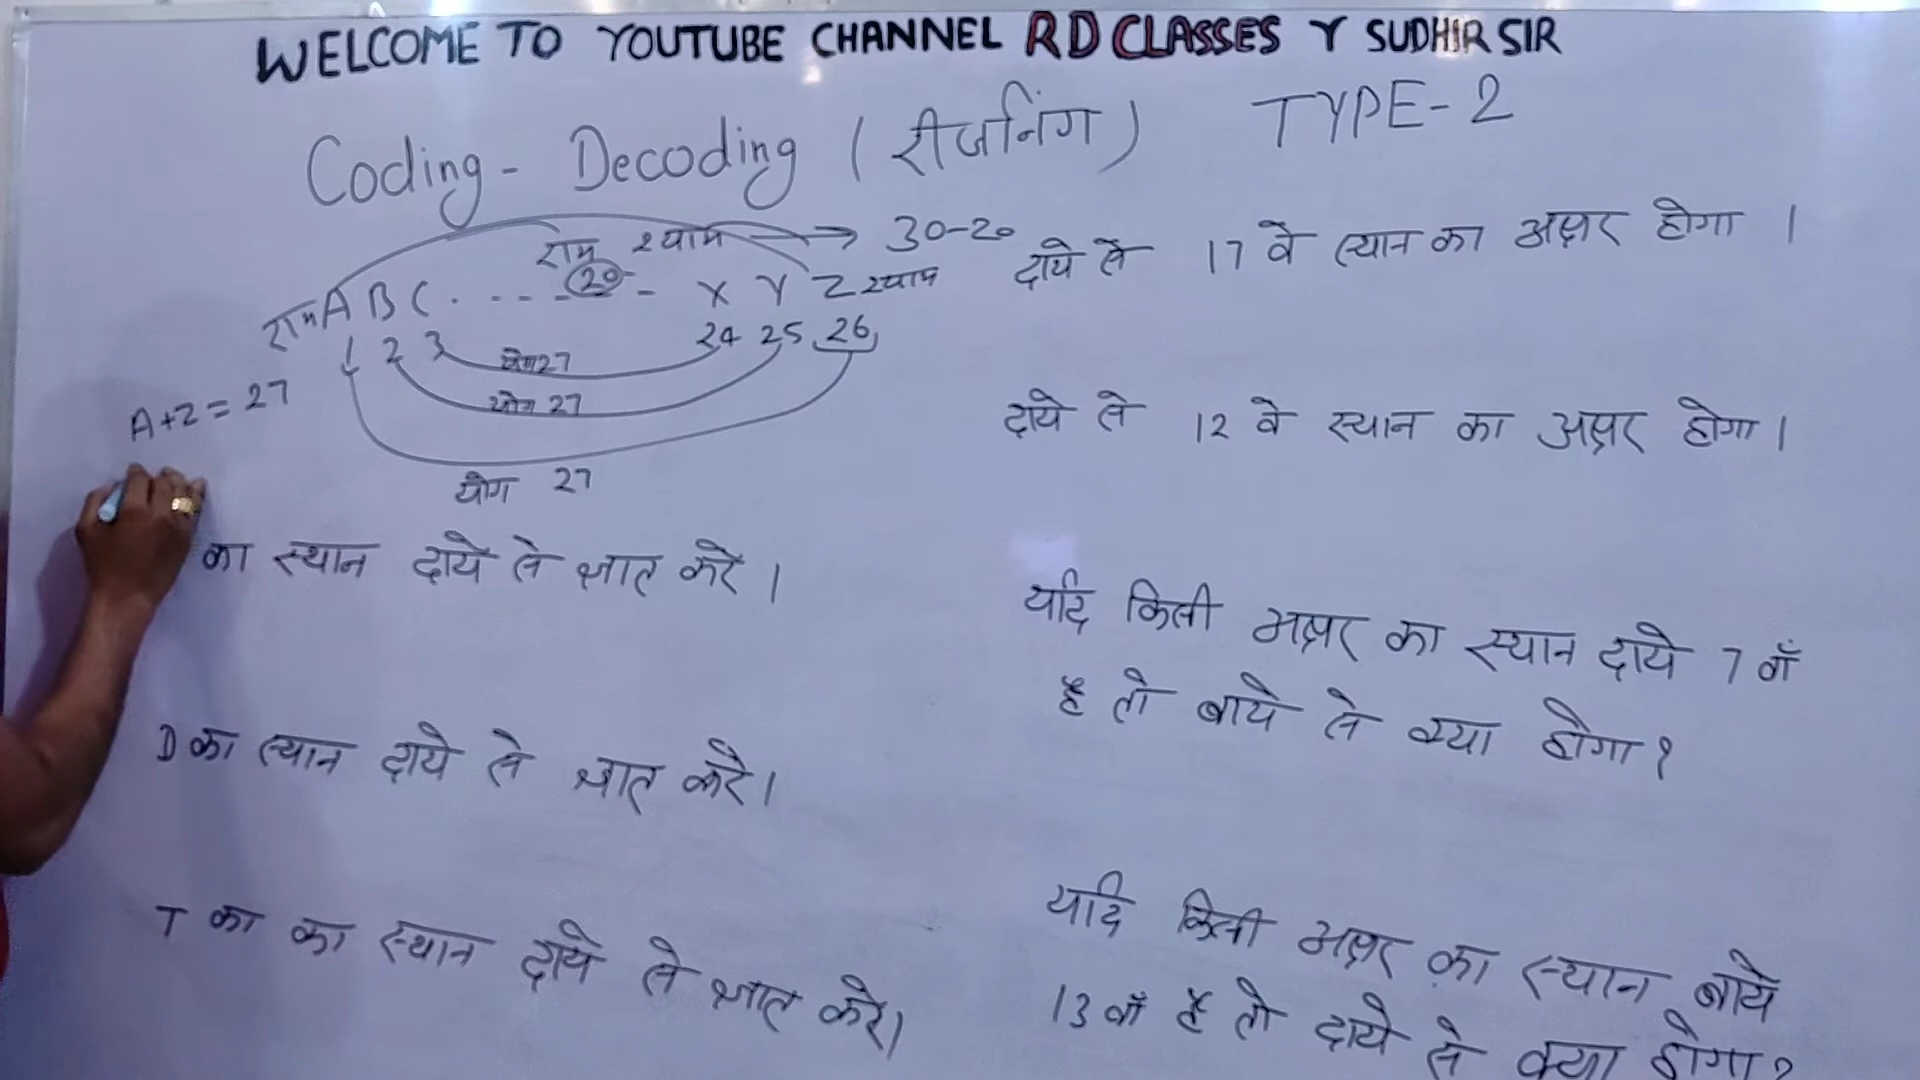 WELCOME TO YOUTUBE CHANNEL RD CLASSES Y SUDHIR SIR
Coding - Decoding (रीजनिंग) TYPE-2
राम श्याम → 30-20
20
राम A B C . - - - - - X Y Z श्याम
1 2 3 24 25 26
योग 27
योग 27
योग 27
A+Z = 27
का स्थान दाये से ज्ञात करे ।
D का स्थान दाये से ज्ञात करे ।
T का का स्थान दाये से ज्ञात करे ।
दाये से 17 वे स्थान का अक्षर होगा ।
दाये से 12 वे स्थान का अक्षर होगा ।
यदि किसी अक्षर का स्थान दाये 7 वाँ
है तो बाये से क्या होगा ?
यदि किसी अक्षर का स्थान बाये
13 वाँ है तो दाये से क्या होगा ?